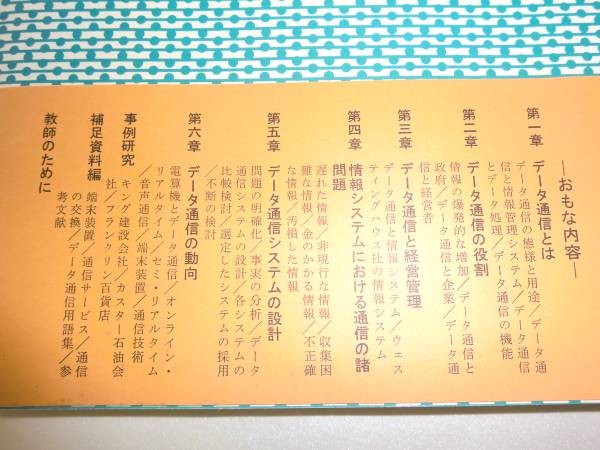 ―おもな内容―
第一章　データ通信とは
データ通信の態様と用途／データ通
信と情報管理システム／データ通信
とデータ処理／データ通信の機能
第二章　データ通信の役割
情報の爆発的な増加／データ通信と
政府／データ通信と企業／データ通
信と経営者
第三章　データ通信と経営管理
データ通信と情報システム／ウェス
ティングハウス社の情報システム
第四章　情報システムにおける通信の諸
問題
遅れた情報／非現行な情報／収集困
難な情報／金のかかる情報／不正確
な情報／汚損した情報
第五章　データ通信システムの設計
問題の明確化／事実の分析／データ
通信システムの設計／各システムの
比較検討／選定したシステムの採用
／不断の検討
第六章　データ通信の動向
電算機とデータ通信／オンライン・
リアルタイム／セミ・リアルタイム
／音声通信／端末装置／通信技術
事例研究　キング建設会社／カスター石油会
社／フランクリン百貨店
補足資料編　端末装置／通信サービス／通信
の交換／データ通信用語集／参
考文献
教師のために